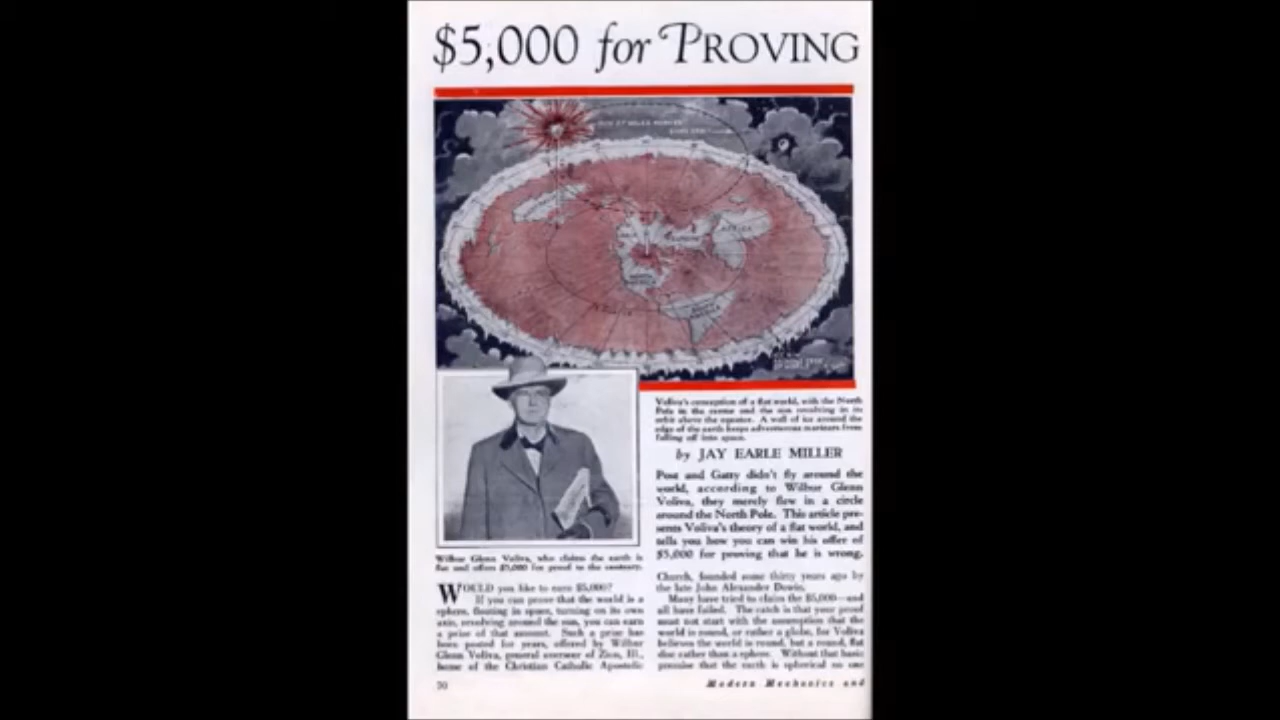 $5,000 for PROVING
AFRICA
SOUTH
AMERICA
Voliva's conception of a flat world, with the North
Pole in the center and the sun revolving in its
orbit above the equator. A wall of ice around the
edge of the earth keeps adventurous mariners from
falling off into space.
by JAY EARLE MILLER
Post and Gatty didn't fly around the
world, according to Wilbur Glenn
Voliva, they merely flew in a circle
around the North Pole. This article pre-
sents Voliva's theory of a flat world, and
tells you how you can win his offer of
$5,000 for proving that he is wrong.
Wilbur Glenn Voliva, who claims the earth is
flat and offers $5,000 for proof to the contrary.
WOULD you like to earn $5,000?
If you can prove that the world is a
sphere, floating in space, turning on its own
axis, revolving around the sun, you can earn
a prize of that amount. Such a prize has
been posted for years, offered by Wilbur
Glenn Voliva, general overseer of Zion, Ill.,
home of the Christian Catholic Apostolic
Church, founded some thirty years ago by
the late John Alexander Dowie.
Many have tried to claim the $5,000—and
all have failed. The catch is that your proof
must not start with the assumption that the
world is round, or rather a globe, for Voliva
believes the world is round, but a round, flat
disc rather than a sphere. Without that basic
premise that the earth is spherical no one
70
Modern Mechanics and